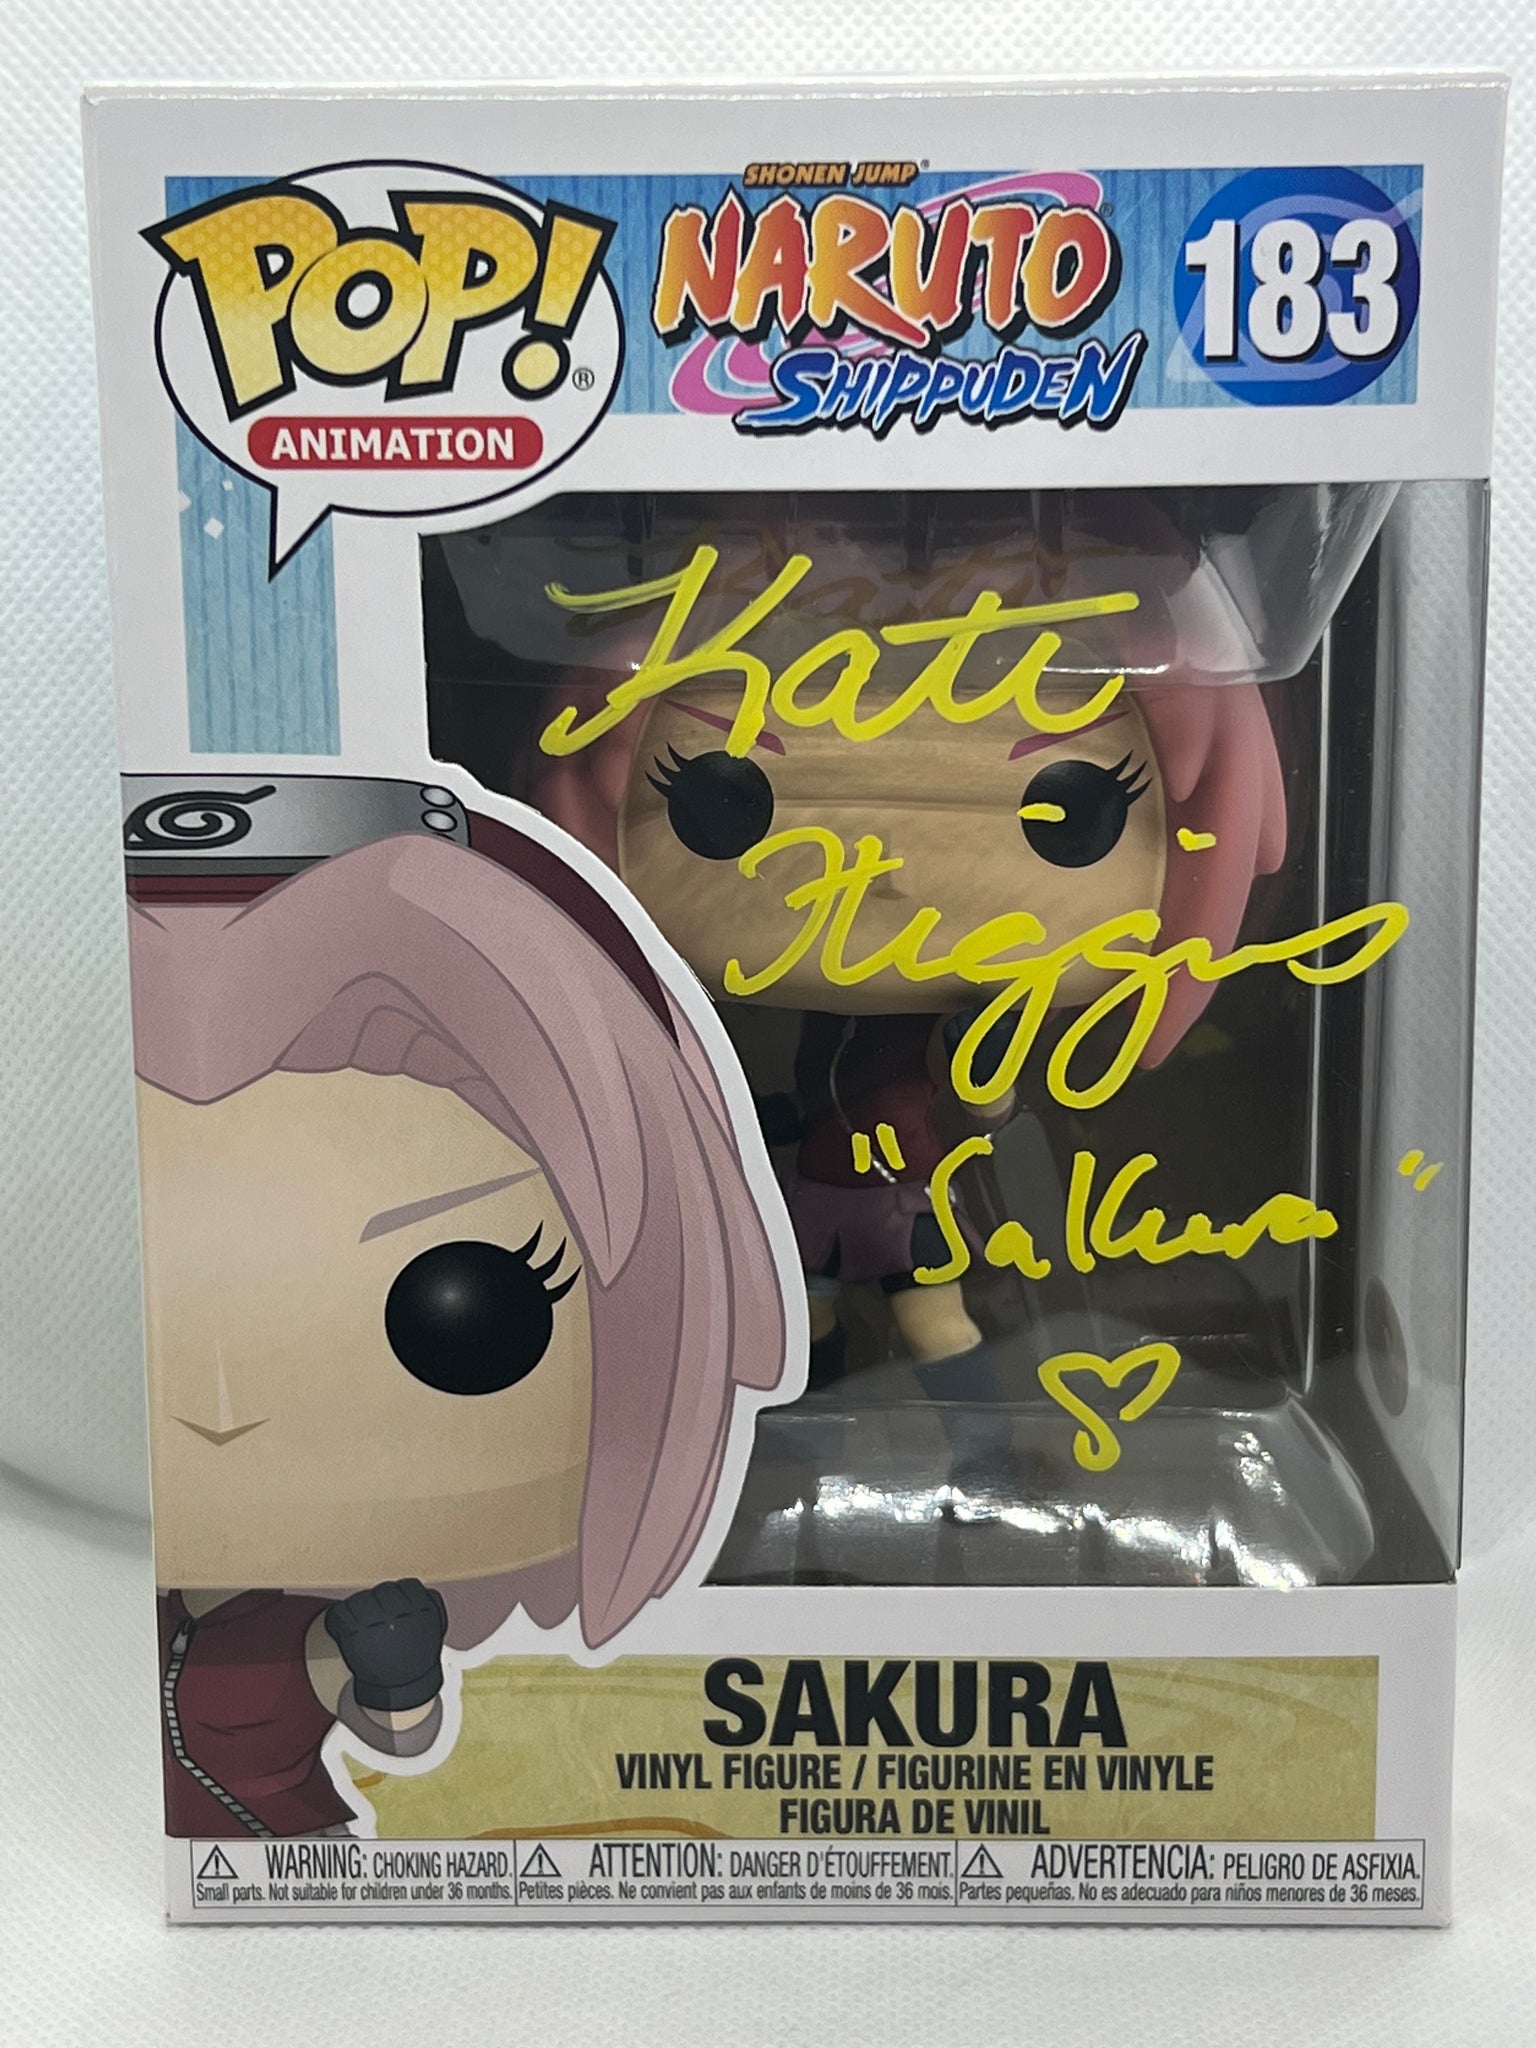 SHONEN JUMP
POP!®
ANIMATION
NARUTO®
SHIPPUDEN
183
Kate
Higgins
"Sakura"
SAKURA
VINYL FIGURE / FIGURINE EN VINYLE
FIGURA DE VINIL
WARNING: CHOKING HAZARD.
Small parts. Not suitable for children under 36 months.
ATTENTION: DANGER D'ÉTOUFFEMENT.
Petites pièces. Ne convient pas aux enfants de moins de 36 mois.
ADVERTENCIA: PELIGRO DE ASFIXIA.
Partes pequeñas. No es adecuado para niños menores de 36 meses.